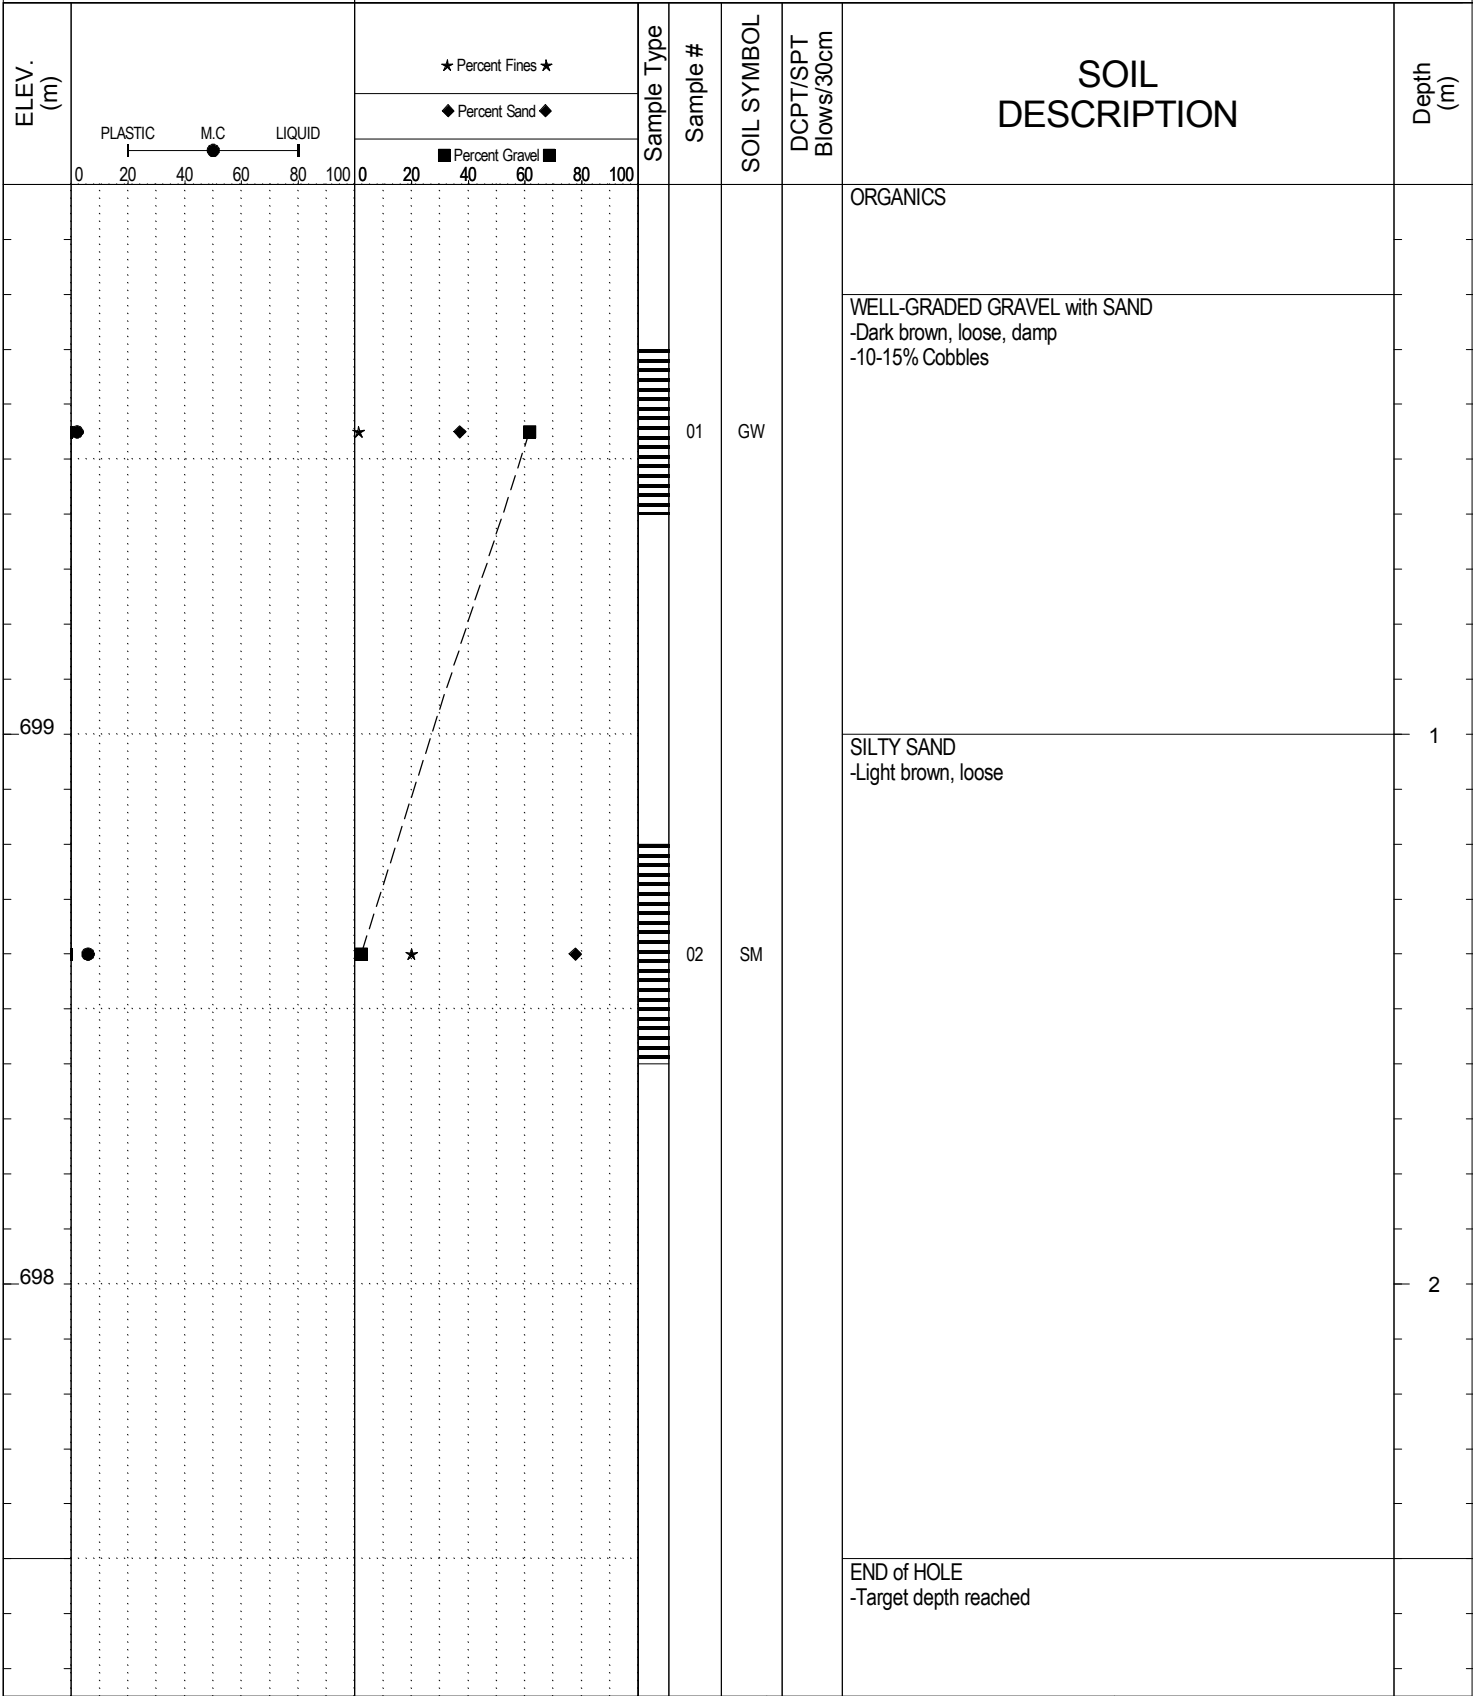 ELEV.
(m)
PLASTIC M.C LIQUID
0 20 40 60 80 100
★ Percent Fines ★
◆ Percent Sand ◆
■ Percent Gravel ■
0 20 40 60 80 100
Sample Type
Sample #
SOIL SYMBOL
DCPT/SPT
Blows/30cm
SOIL
DESCRIPTION
Depth
(m)
ORGANICS
WELL-GRADED GRAVEL with SAND
-Dark brown, loose, damp
-10-15% Cobbles
01 GW
699
1
SILTY SAND
-Light brown, loose
02 SM
698
2
END of HOLE
-Target depth reached